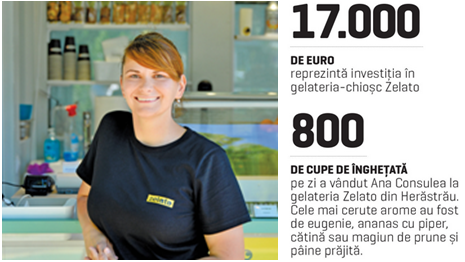 17.000
DE EURO
reprezintă investiția în
gelateria-chioșc Zelato
800
DE CUPE DE ÎNGHEȚATĂ
pe zi a vândut Ana Consulea la
gelateria Zelato din Herăstrău.
Cele mai cerute arome au fost
de eugenie, ananas cu piper,
cătină sau magiun de prune și
pâine prăjită.
zelato